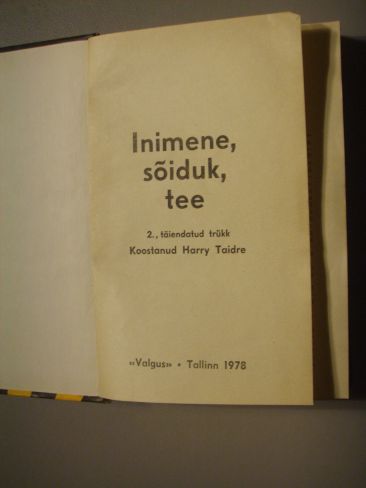 Inimene,
sõiduk,
tee
2., täiendatud trükk
Koostanud Harry Taidre
«Valgus» • Tallinn 1978